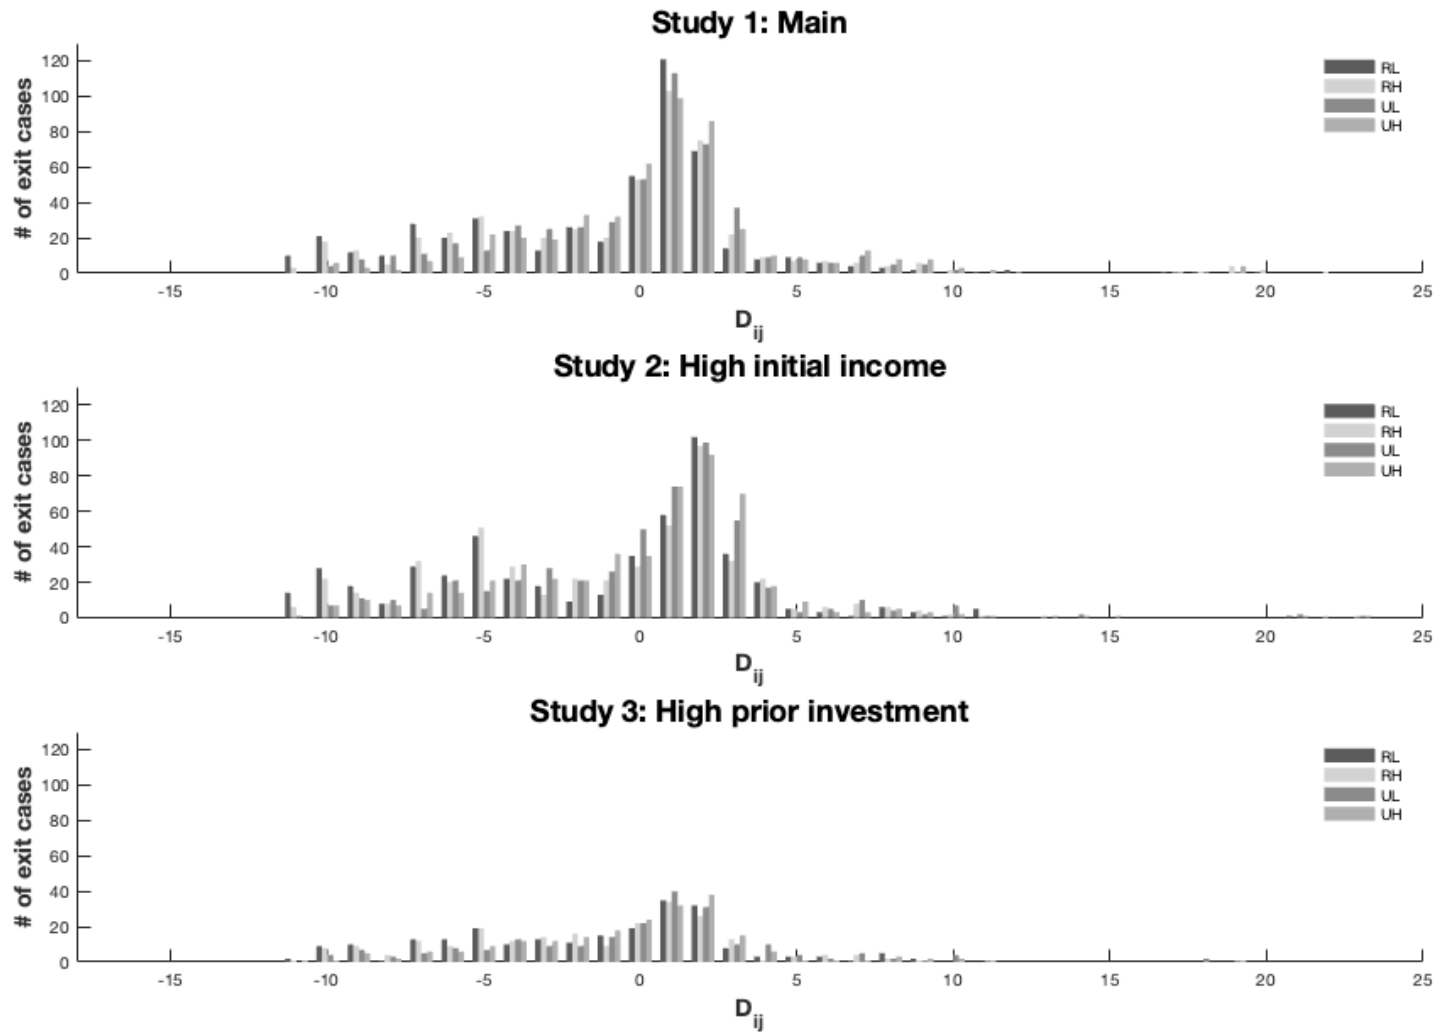 Study 1: Main
# of exit cases
120
100
80
60
40
20
0
-15 -10 -5 0 5 10 15 20 25
D_ij
RL
RH
UL
UH
Study 2: High initial income
# of exit cases
120
100
80
60
40
20
0
-15 -10 -5 0 5 10 15 20 25
D_ij
RL
RH
UL
UH
Study 3: High prior investment
# of exit cases
120
100
80
60
40
20
0
-15 -10 -5 0 5 10 15 20 25
D_ij
RL
RH
UL
UH